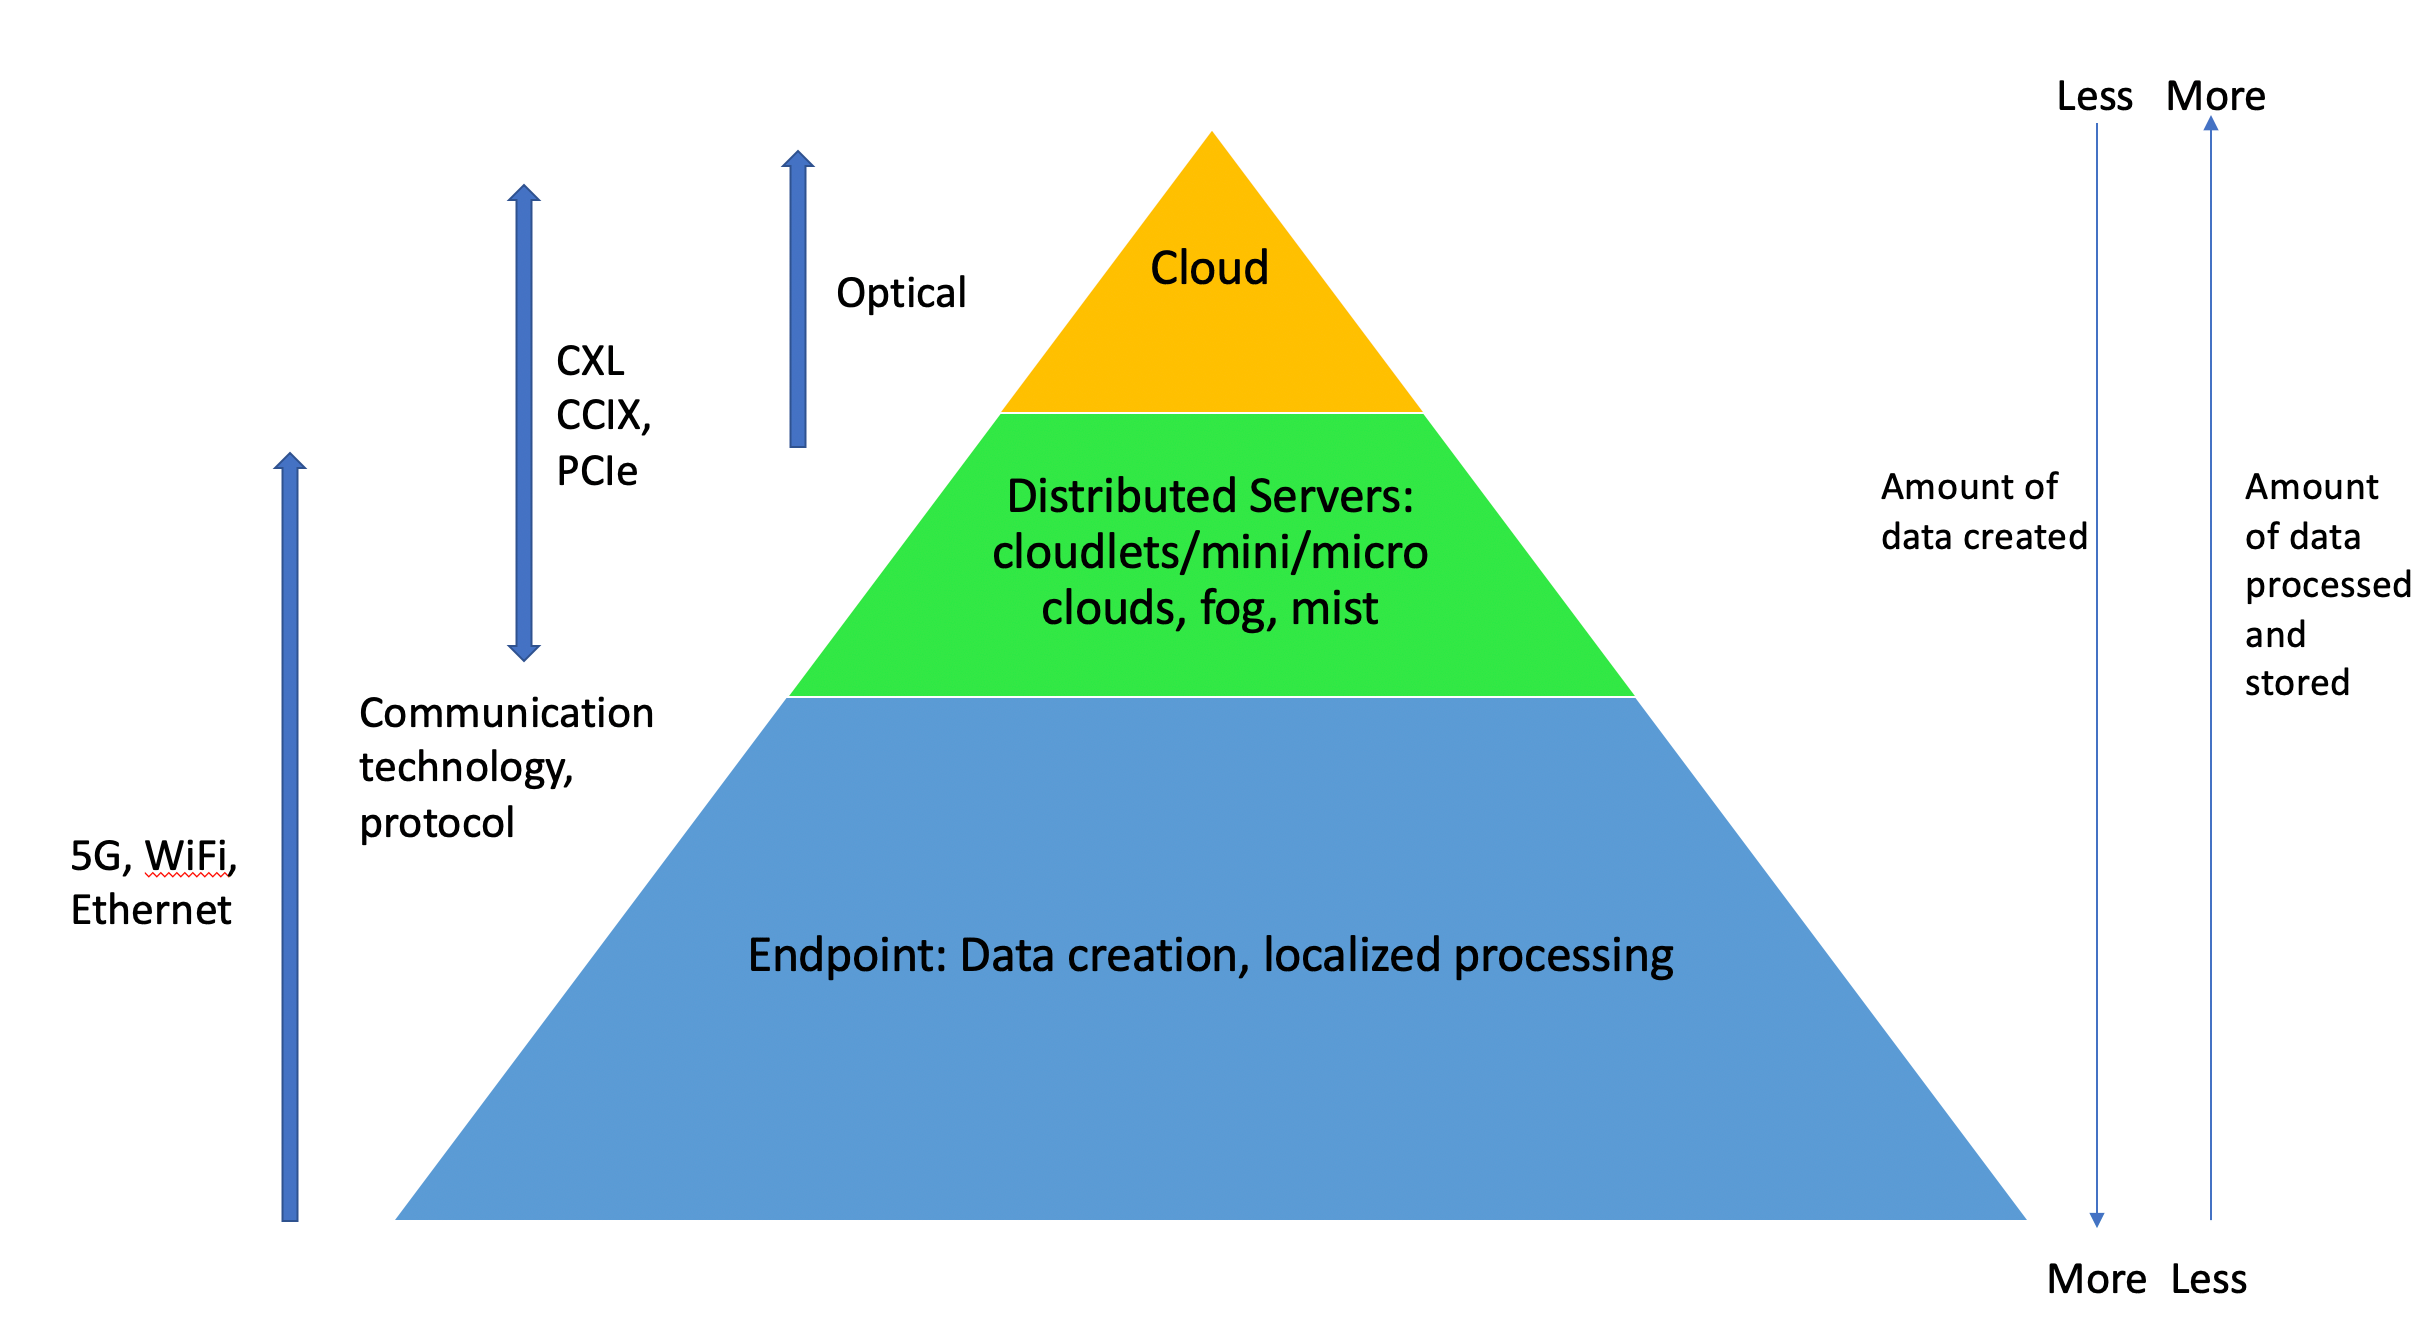 Less More
Optical
Cloud
CXL
CCIX,
PCIe
Distributed Servers:
cloudlets/mini/micro
clouds, fog, mist
Amount of
data created
Amount
of data
processed
and
stored
Communication
technology,
protocol
5G, WiFi,
Ethernet
Endpoint: Data creation, localized processing
More Less